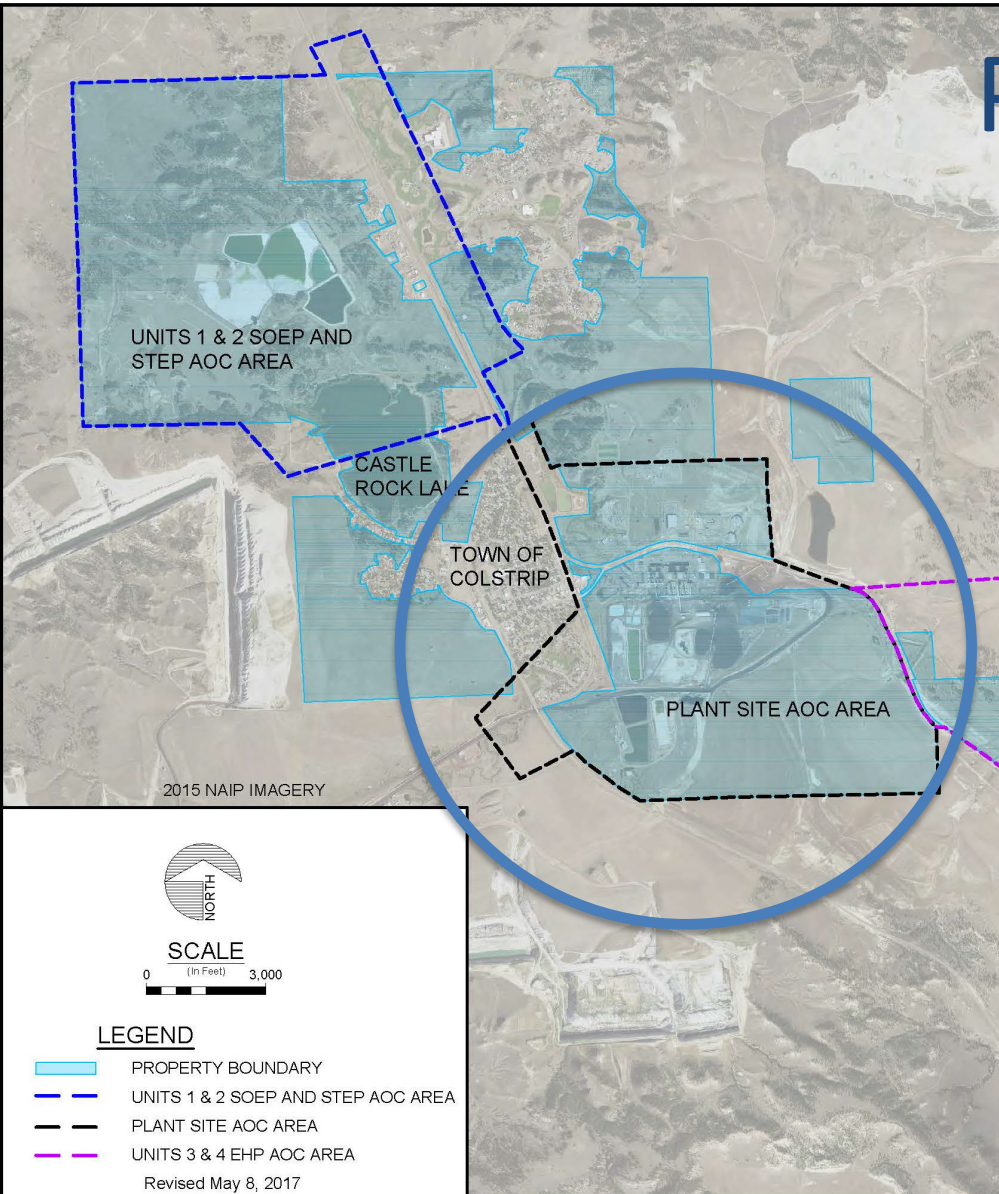 UNITS 1 & 2 SOEP AND
STEP AOC AREA
CASTLE
ROCK LAKE
TOWN OF
COLSTRIP
PLANT SITE AOC AREA
2015 NAIP IMAGERY
NORTH
SCALE
(In Feet)
0 3,000
LEGEND
PROPERTY BOUNDARY
UNITS 1 & 2 SOEP AND STEP AOC AREA
PLANT SITE AOC AREA
UNITS 3 & 4 EHP AOC AREA
Revised May 8, 2017